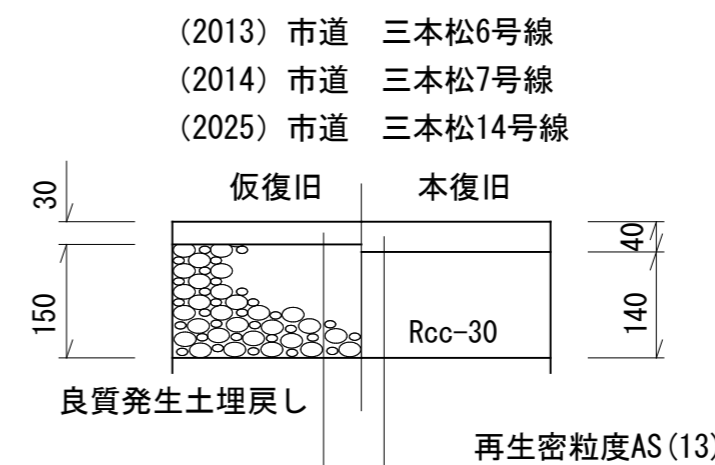 (2013) 市道　三本松6号線
(2014) 市道　三本松7号線
(2025) 市道　三本松14号線
仮復旧　本復旧
30
40
150
140
Rcc-30
良質発生土埋戻し
再生密粒度AS(13)